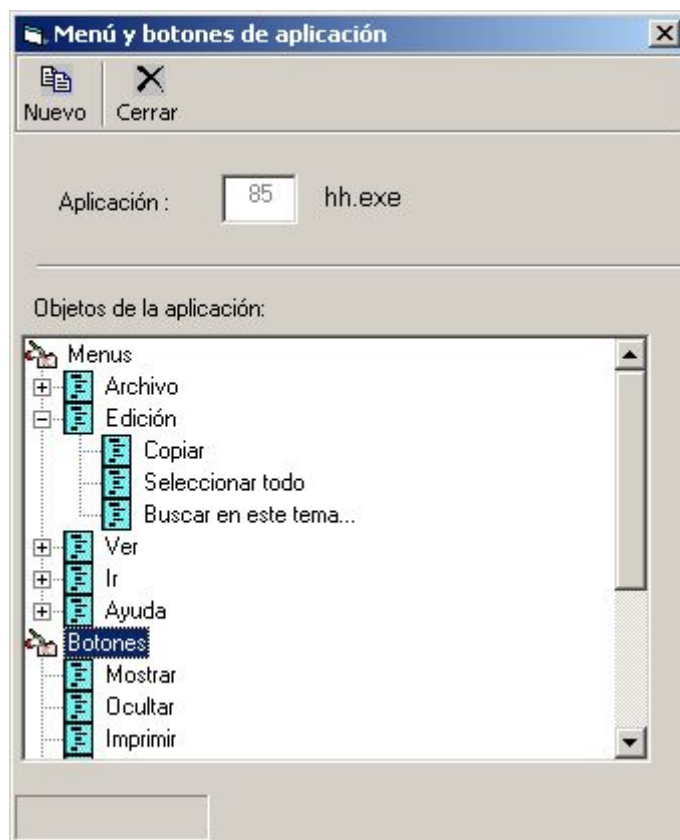 Menú y botones de aplicación
Nuevo Cerrar
Aplicación : 85 hh.exe
Objetos de la aplicación:
Menus
Archivo
Edición
Copiar
Seleccionar todo
Buscar en este tema...
Ver
Ir
Ayuda
Botones
Mostrar
Ocultar
Imprimir